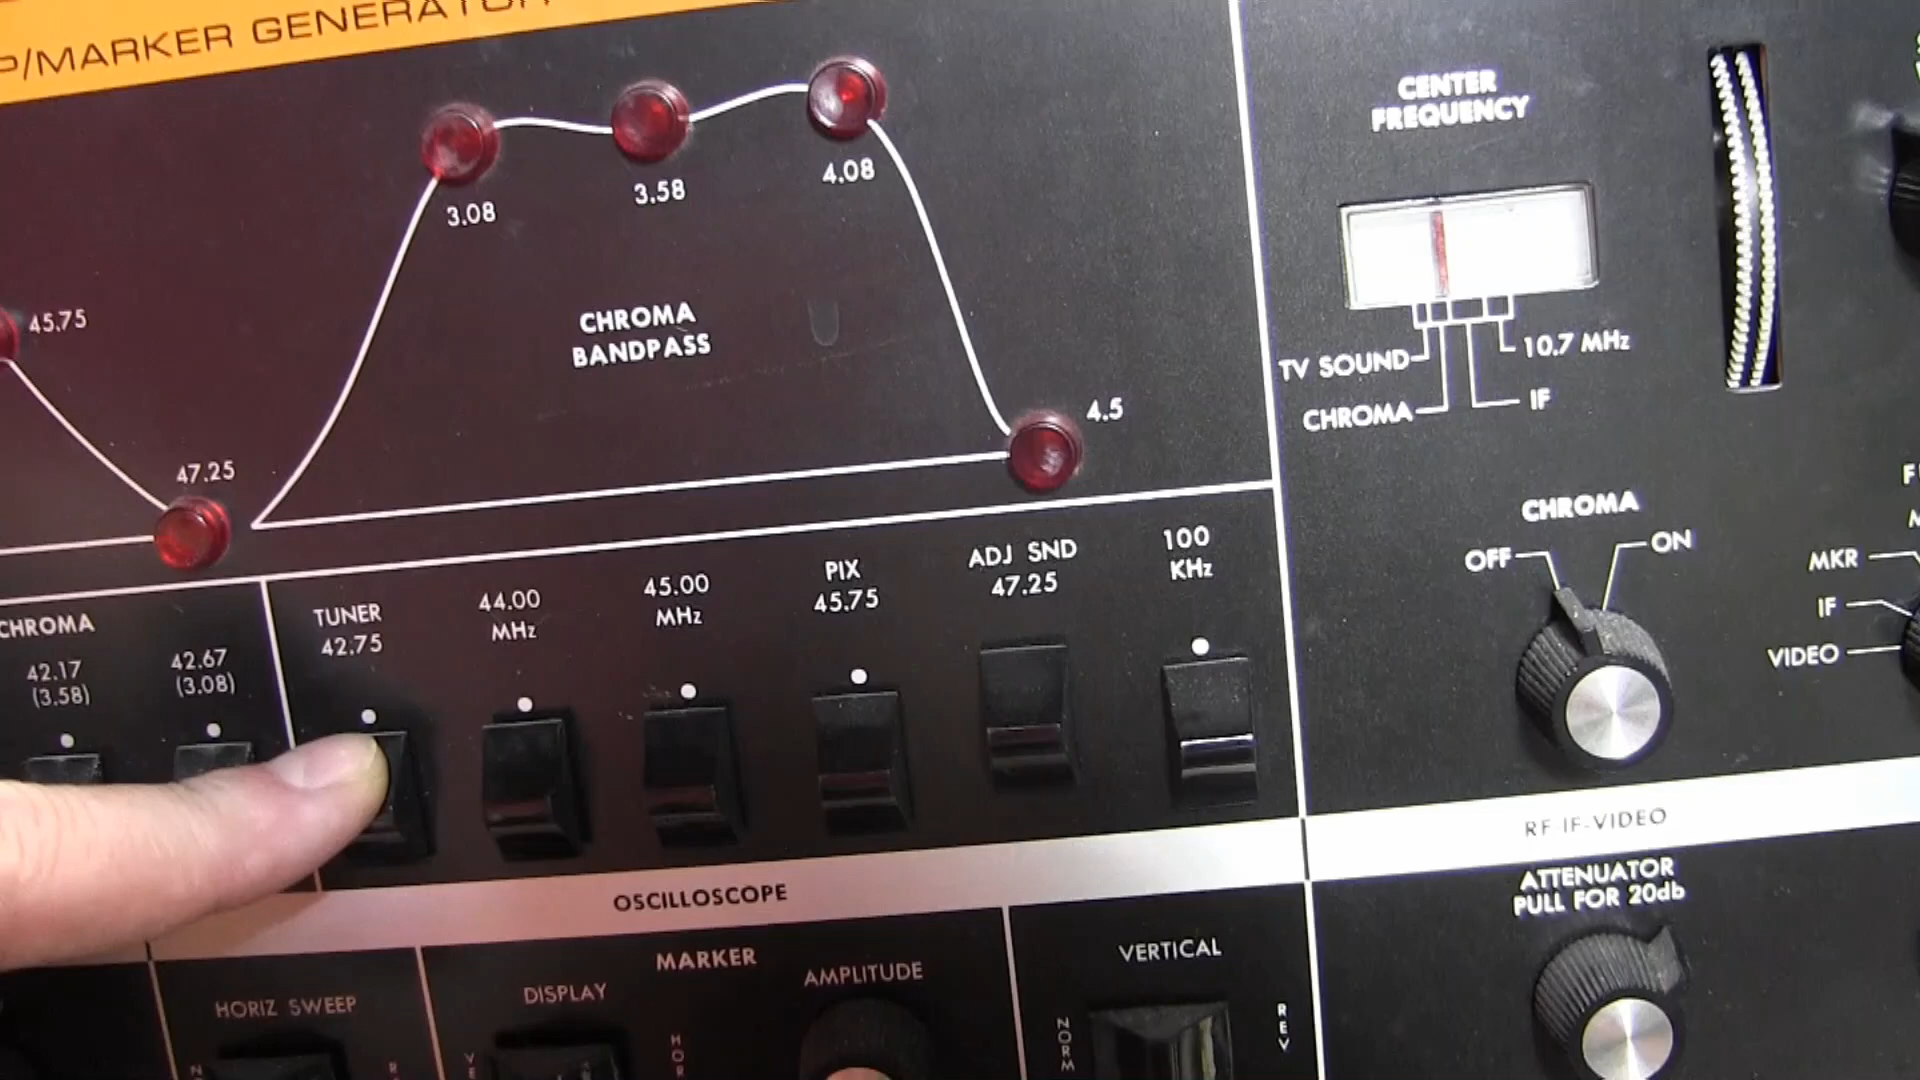 P/MARKER GENERATOR
3.08
3.58
4.08
CHROMA
BANDPASS
45.75
47.25
4.5
CENTER
FREQUENCY
TV SOUND
CHROMA
IF
10.7 MHz
CHROMA
OFF
ON
MKR
IF
VIDEO
CHROMA
42.17
(3.58)
42.67
(3.08)
TUNER
42.75
44.00
MHz
45.00
MHz
PIX
45.75
ADJ SND
47.25
100
KHz
RF IF-VIDEO
OSCILLOSCOPE
ATTENUATOR
PULL FOR 20db
HORIZ SWEEP
MARKER
DISPLAY
AMPLITUDE
VERTICAL
HOR
NORM
REV